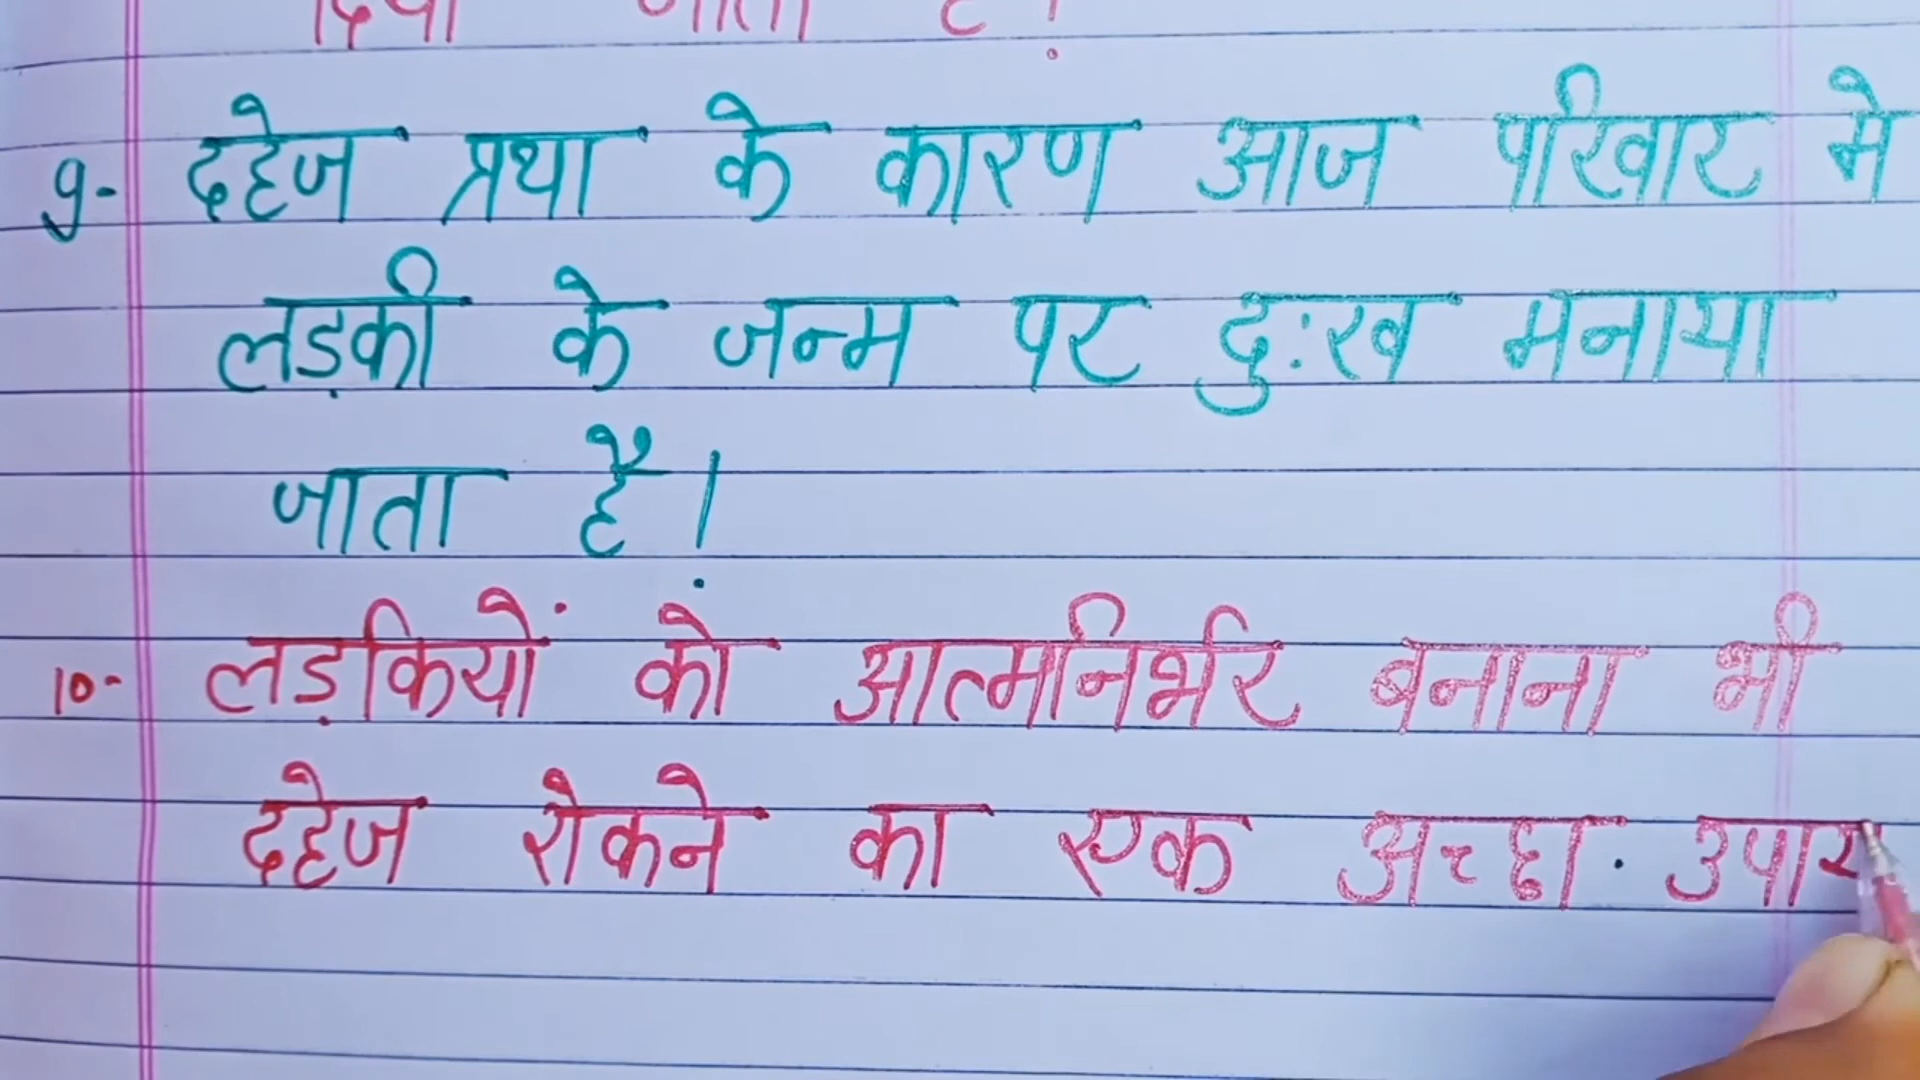 दिया जाता है।
9- दहेज प्रथा के कारण आज परिवार मे
लड़की के जन्म पर दुःख मनाया
जाता है।
10- लड़कियों को आत्मनिर्भर बनाना भी
दहेज रोकने का एक अच्छा उपाय